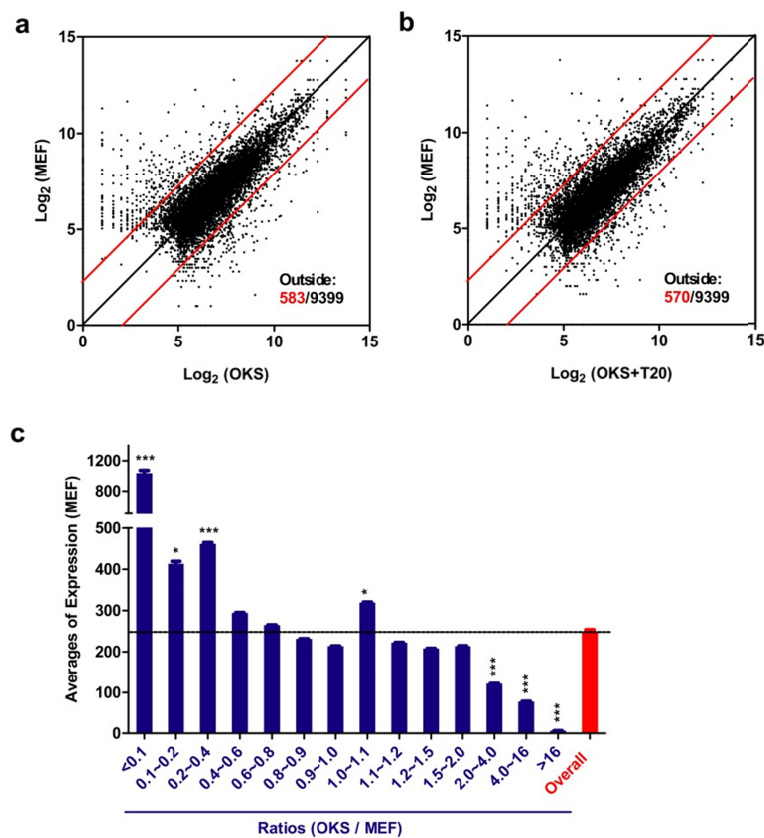 a
15
10
5
0
Log2 (MEF)
Outside:
583/9399
0 5 10 15
Log2 (OKS)
b
15
10
5
0
Log2 (MEF)
Outside:
570/9399
0 5 10 15
Log2 (OKS+T20)
c
Averages of Expression (MEF)
1200
800
500
400
300
200
100
0
***
*
***
*
***
***
***
<0.1
0.1~0.2
0.2~0.4
0.4~0.6
0.6~0.8
0.8~0.9
0.9~1.0
1.0~1.1
1.1~1.2
1.2~1.5
1.5~2.0
2.0~4.0
4.0~16
>16
Overall
Ratios (OKS / MEF)